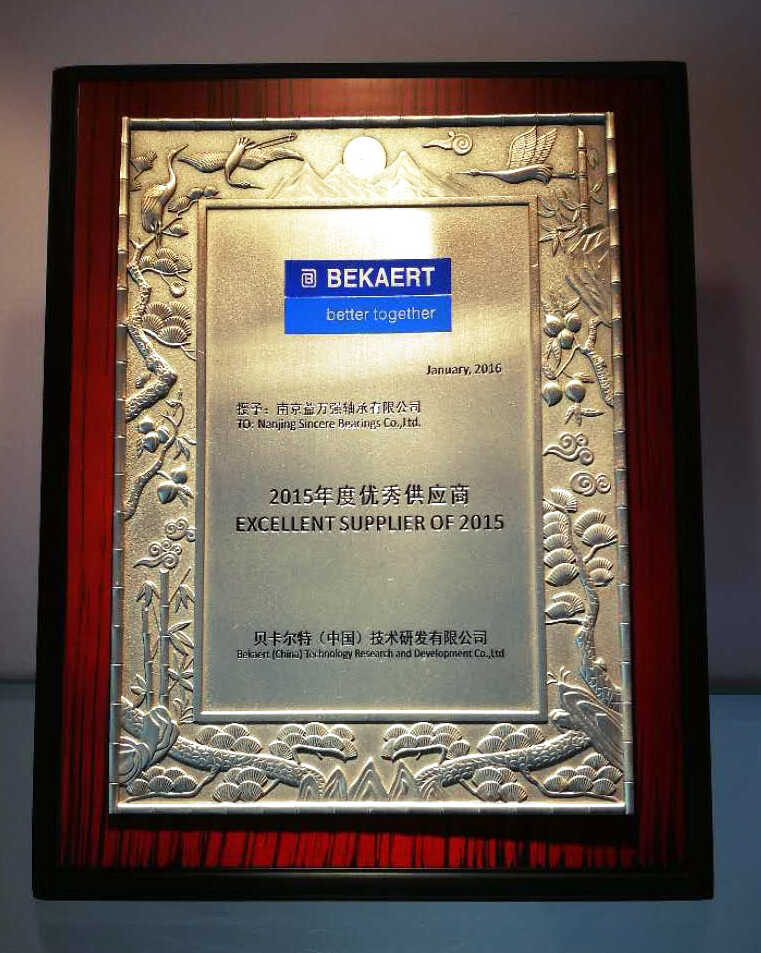 BEKAERT
better together
January, 2016
授予：南京益万强轴承有限公司
TO: Nanjing Sincere Bearings Co.,Ltd.
2015年度优秀供应商
EXCELLENT SUPPLIER OF 2015
贝卡尔特（中国）技术研发有限公司
Bekaert (China) Technology Research and Development Co.,Ltd